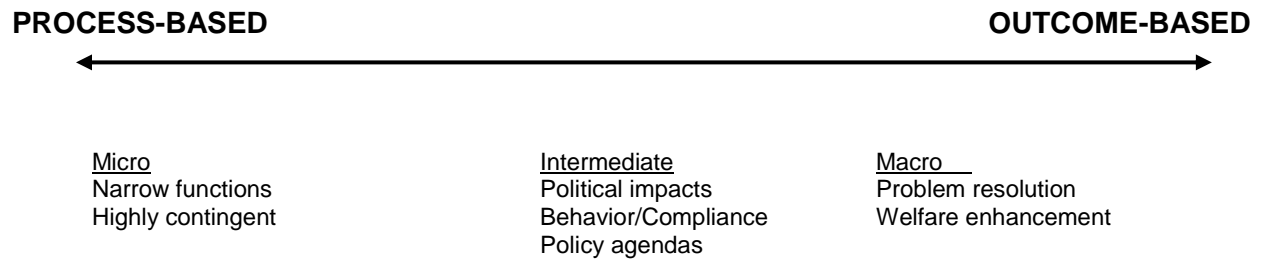 PROCESS-BASED OUTCOME-BASED
Micro
Narrow functions
Highly contingent
Intermediate
Political impacts
Behavior/Compliance
Policy agendas
Macro
Problem resolution
Welfare enhancement